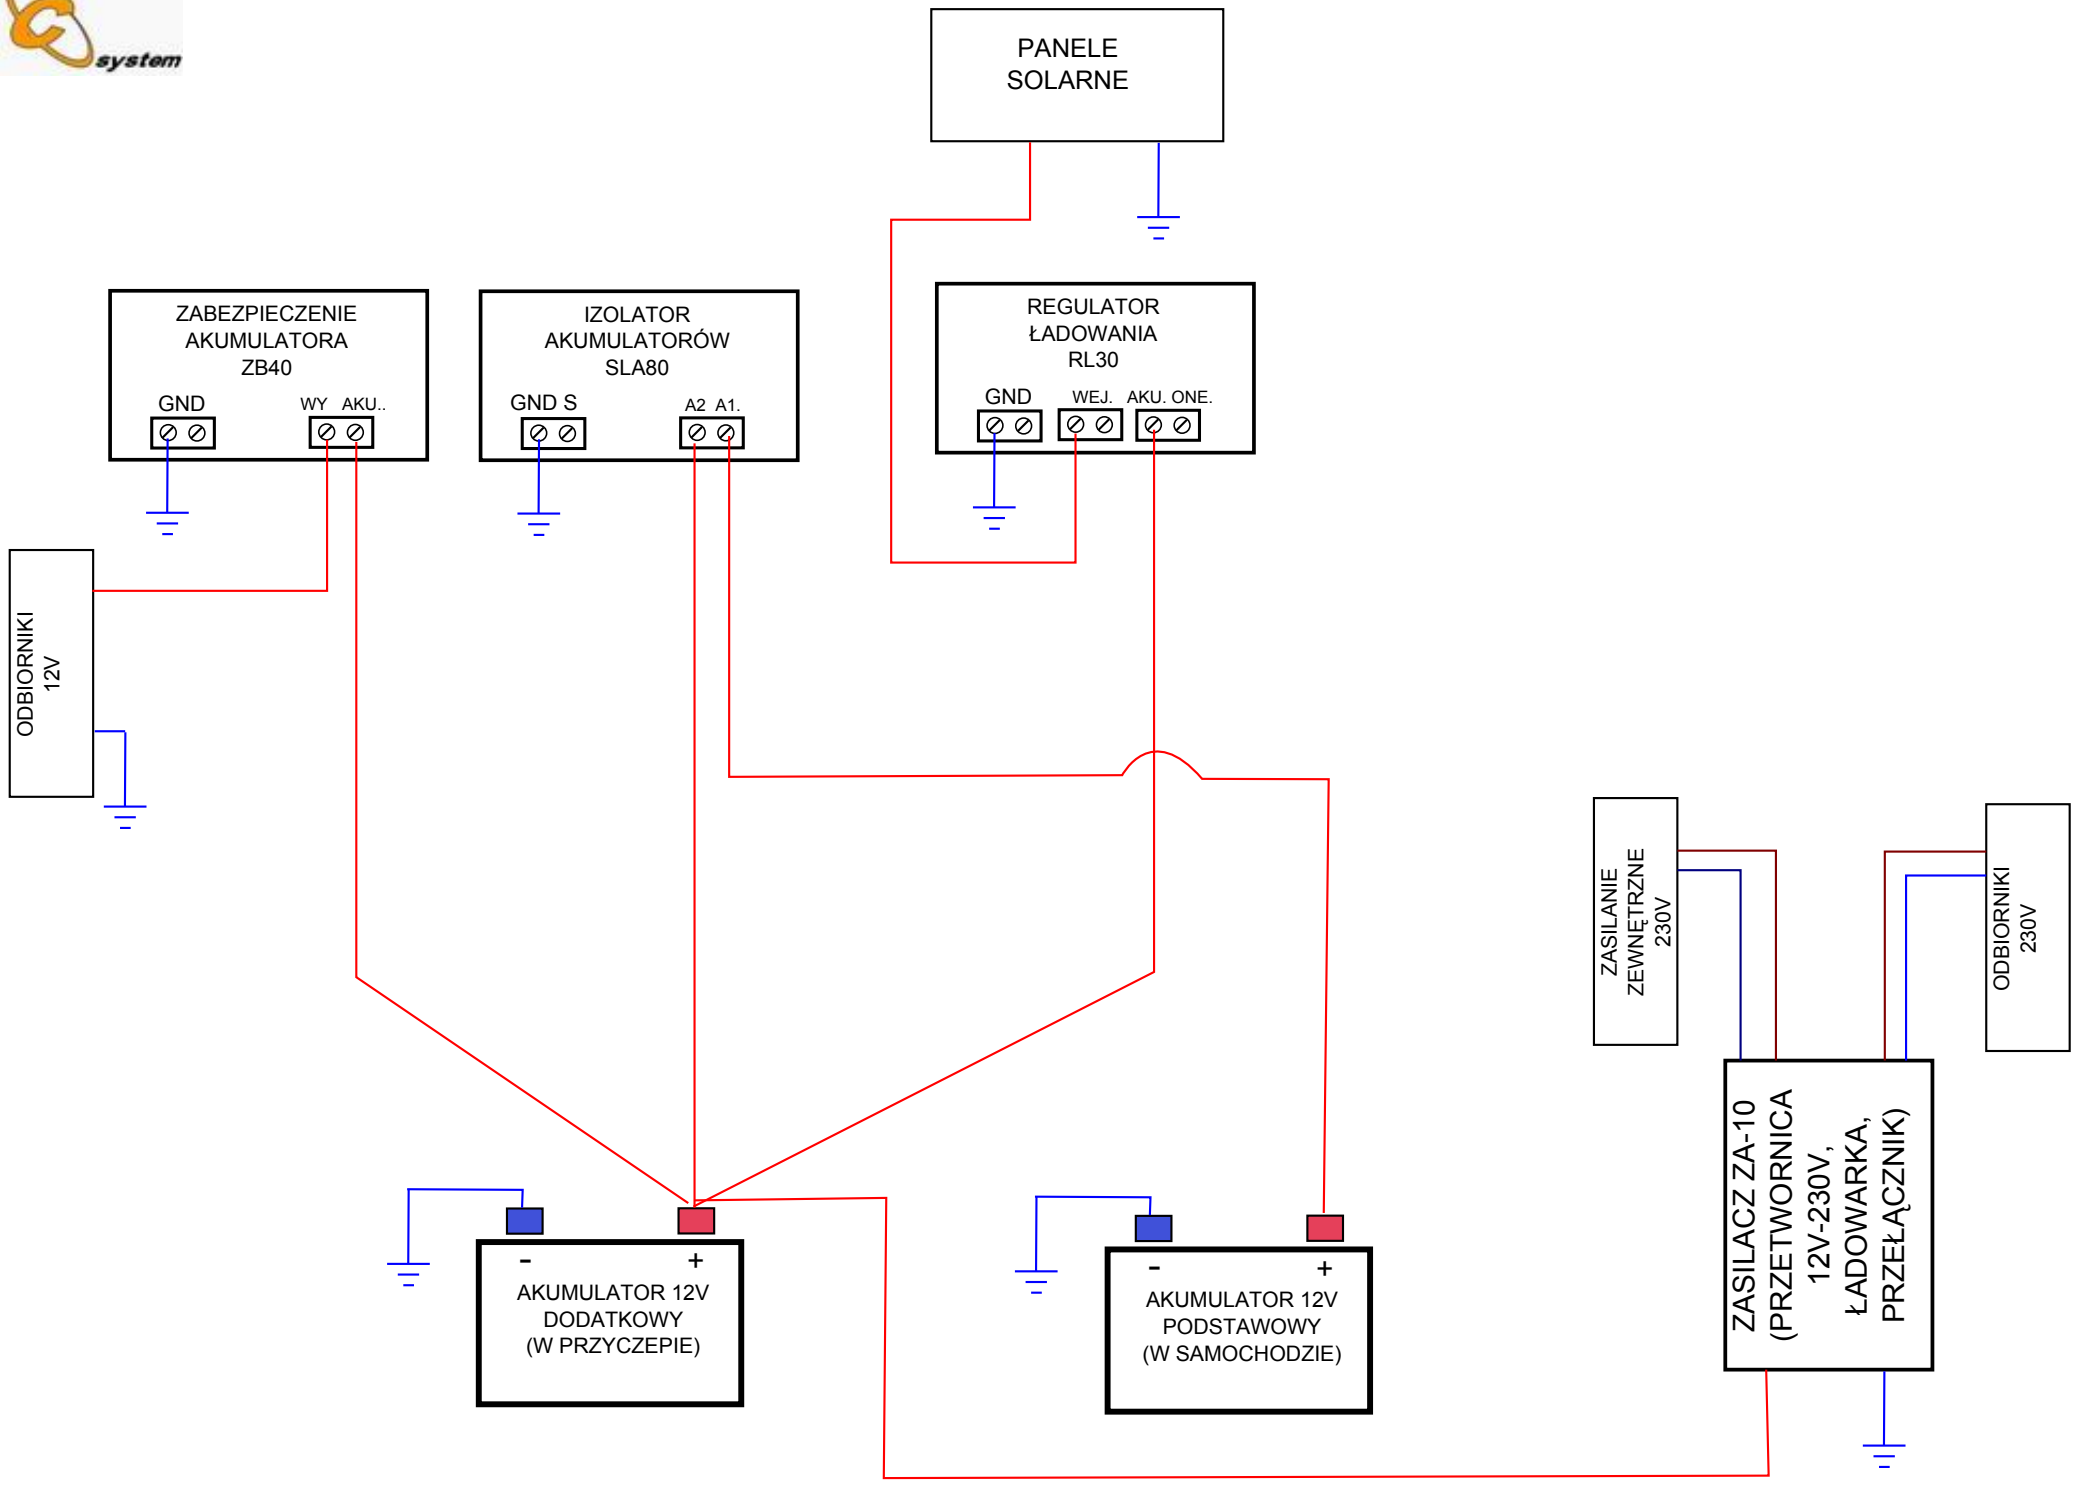 system
PANELE
SOLARNE
ZABEZPIECZENIE
AKUMULATORA
ZB40
GND
WY AKU..
IZOLATOR
AKUMULATORÓW
SLA80
GND S
A2 A1.
REGULATOR
ŁADOWANIA
RL30
GND
WEJ.
AKU. ONE.
ODBIORNIKI
12V
ZASILANIE
ZEWNĘTRZNE
230V
ODBIORNIKI
230V
- +
AKUMULATOR 12V
DODATKOWY
(W PRZYCZEPIE)
- +
AKUMULATOR 12V
PODSTAWOWY
(W SAMOCHODZIE)
ZASILACZ ZA-10
(PRZETWORNICA
12V-230V,
ŁADOWARKA,
PRZEŁĄCZNIK)